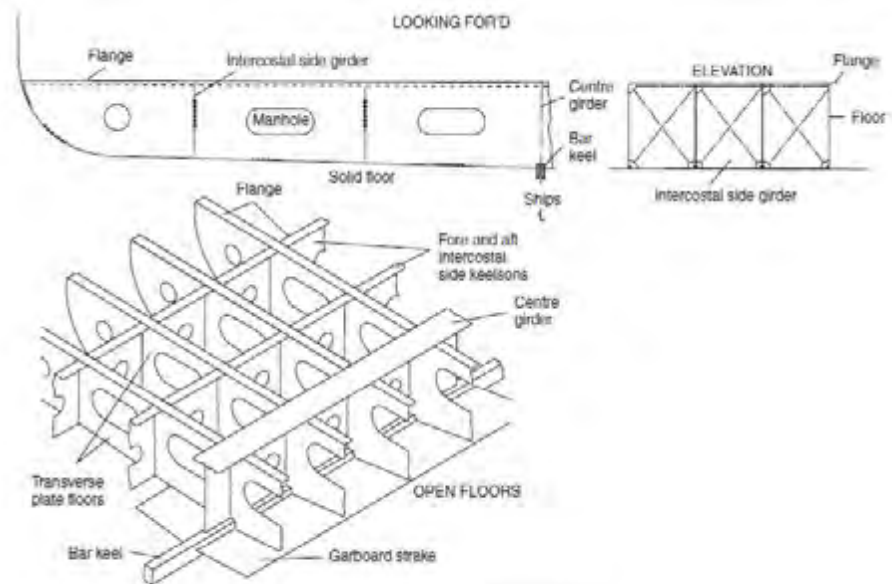 LOOKING FOR'D
Flange
Intercostal side girder
Manhole
Solid floor
Centre
girder
Bar
keel
Ships
ELEVATION
Flange
Floor
Intercostal side girder
Flange
Fore and aft
intercostal
side keelsons
Centre
girder
Transverse
plate floors
OPEN FLOORS
Bar keel
Garboard strake